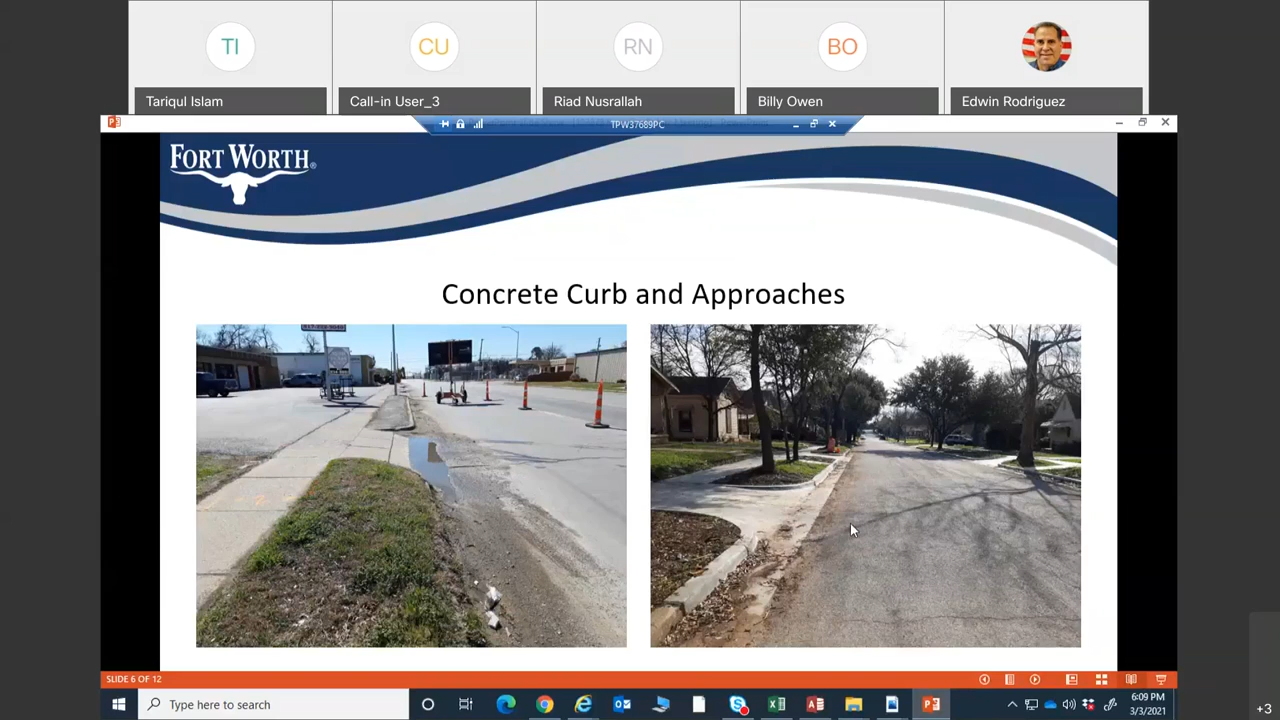 TI
CU
RN
BO
Tariqul Islam
Call-in User_3
Riad Nusrallah
Billy Owen
Edwin Rodriguez
TPW37689PC
FORT WORTH®
Concrete Curb and Approaches
SLIDE 6 OF 12
Type here to search
6:09 PM
3/3/2021
+3